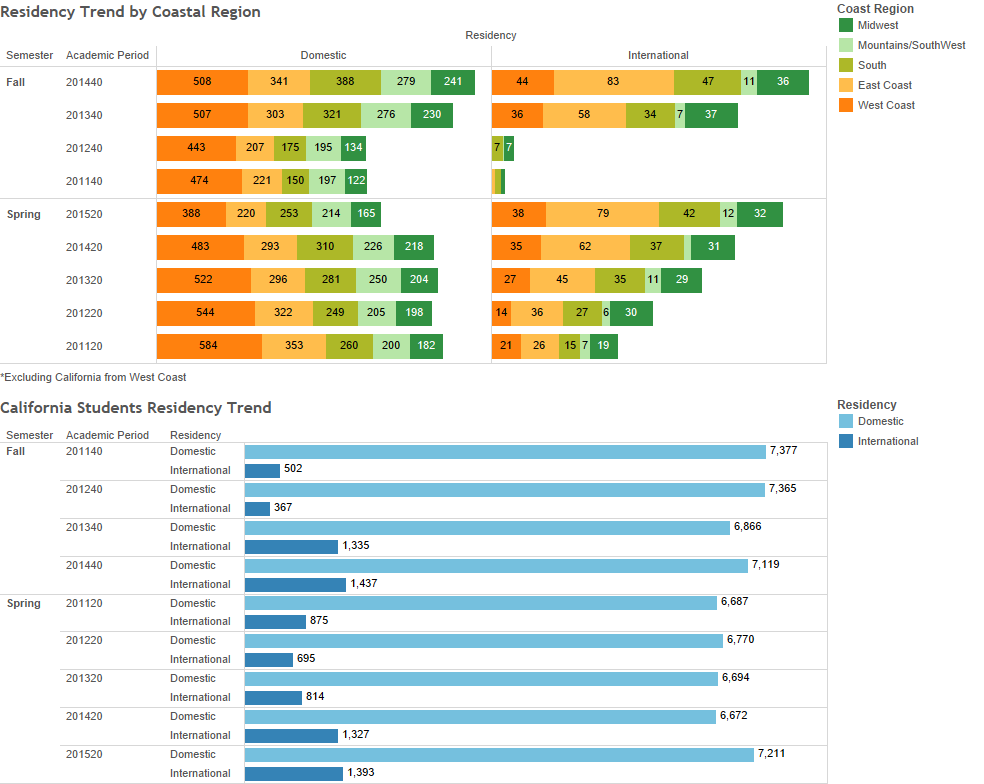 Residency Trend by Coastal Region
Residency
Semester Academic Period Domestic International
Fall 201440 508 341 388 279 241 44 83 47 11 36
201340 507 303 321 276 230 36 58 34 7 37
201240 443 207 175 195 134 7 7
201140 474 221 150 197 122
Spring 201520 388 220 253 214 165 38 79 42 12 32
201420 483 293 310 226 218 35 62 37 31
201320 522 296 281 250 204 27 45 35 11 29
201220 544 322 249 205 198 14 36 27 6 30
201120 584 353 260 200 182 21 26 15 7 19
*Excluding California from West Coast
Coast Region
Midwest
Mountains/SouthWest
South
East Coast
West Coast
California Students Residency Trend
Semester Academic Period Residency
Fall 201140 Domestic 7,377
International 502
201240 Domestic 7,365
International 367
201340 Domestic 6,866
International 1,335
201440 Domestic 7,119
International 1,437
Spring 201120 Domestic 6,687
International 875
201220 Domestic 6,770
International 695
201320 Domestic 6,694
International 814
201420 Domestic 6,672
International 1,327
201520 Domestic 7,211
International 1,393
Residency
Domestic
International